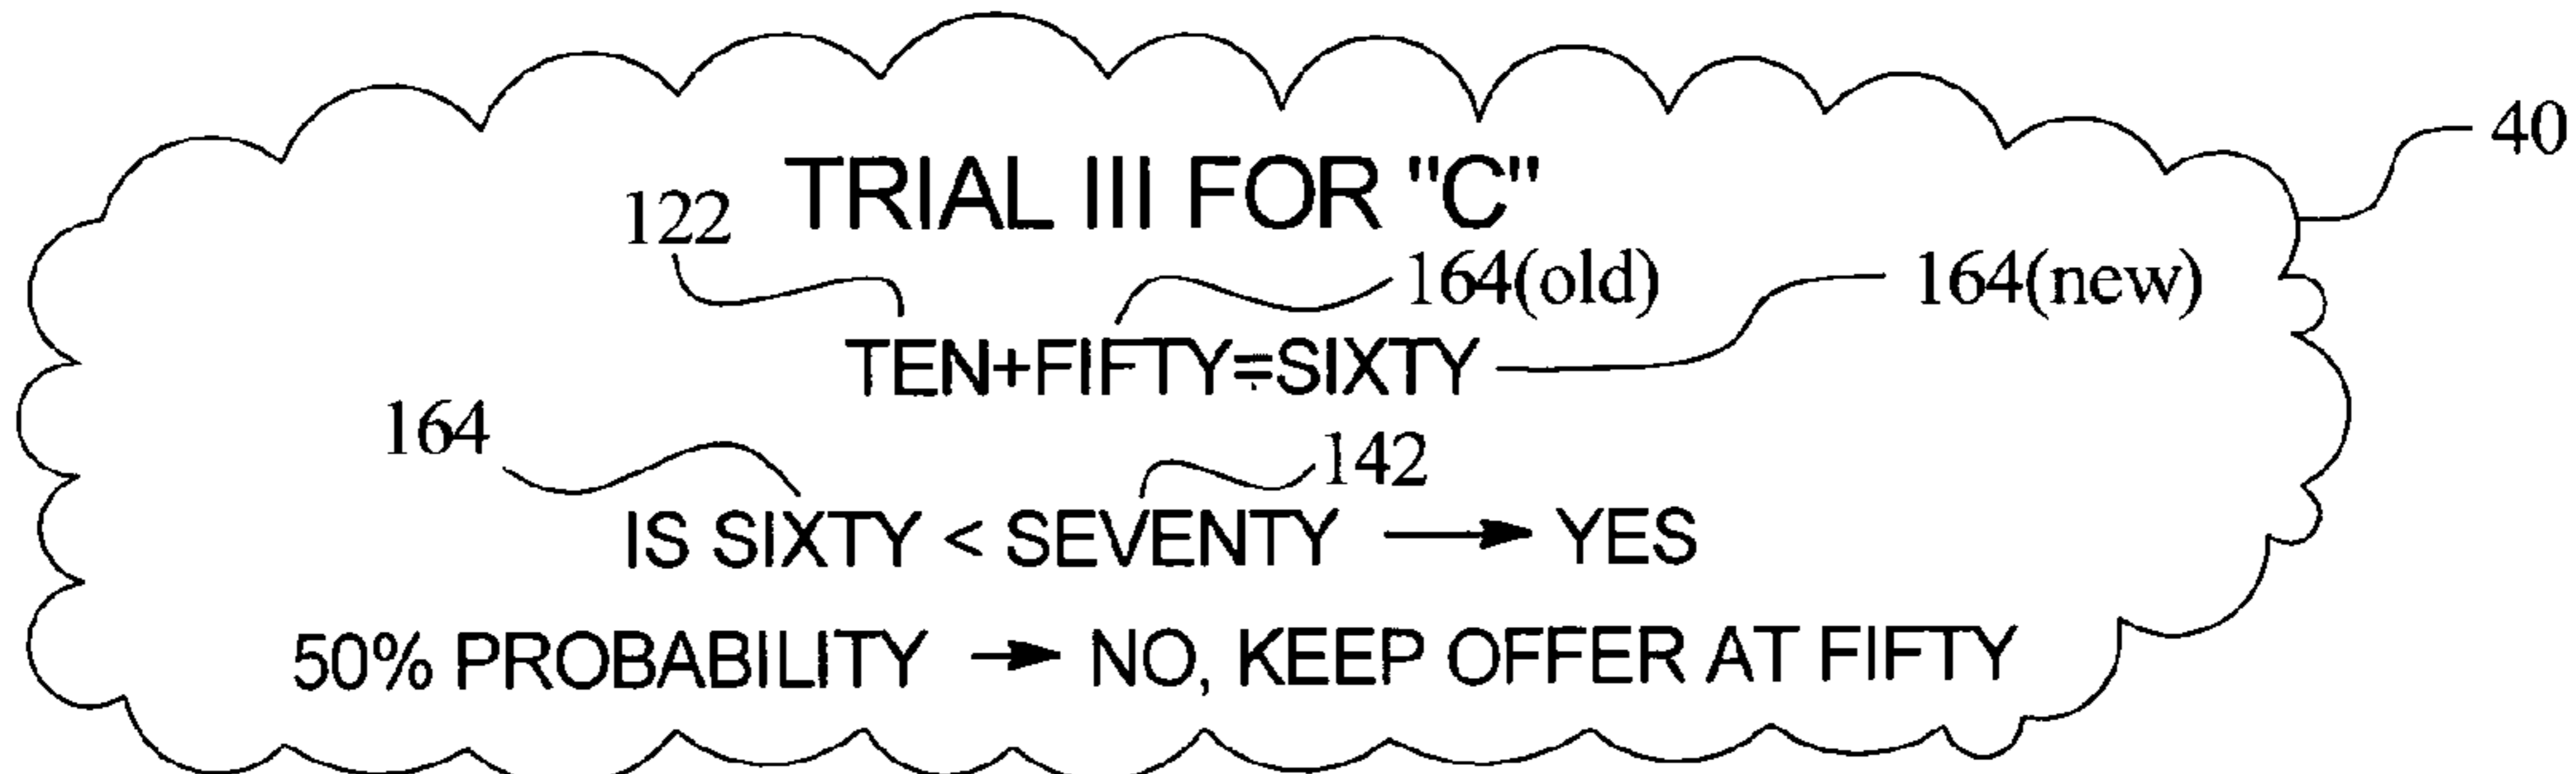 40
TRIAL III FOR "C"
122
164(old)
164(new)
TEN+FIFTY=SIXTY
164
142
IS SIXTY < SEVENTY → YES
50% PROBABILITY → NO, KEEP OFFER AT FIFTY